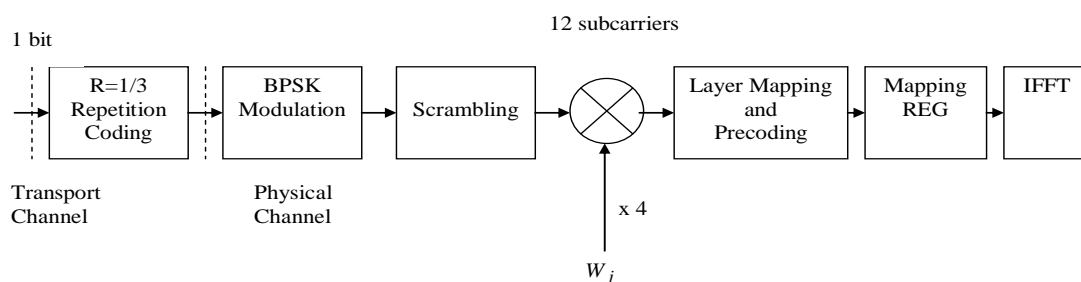 12 subcarriers
1 bit
R=1/3
Repetition
Coding
BPSK
Modulation
Scrambling
Layer Mapping
and
Precoding
Mapping
REG
IFFT
Transport
Channel
Physical
Channel
x 4
W j